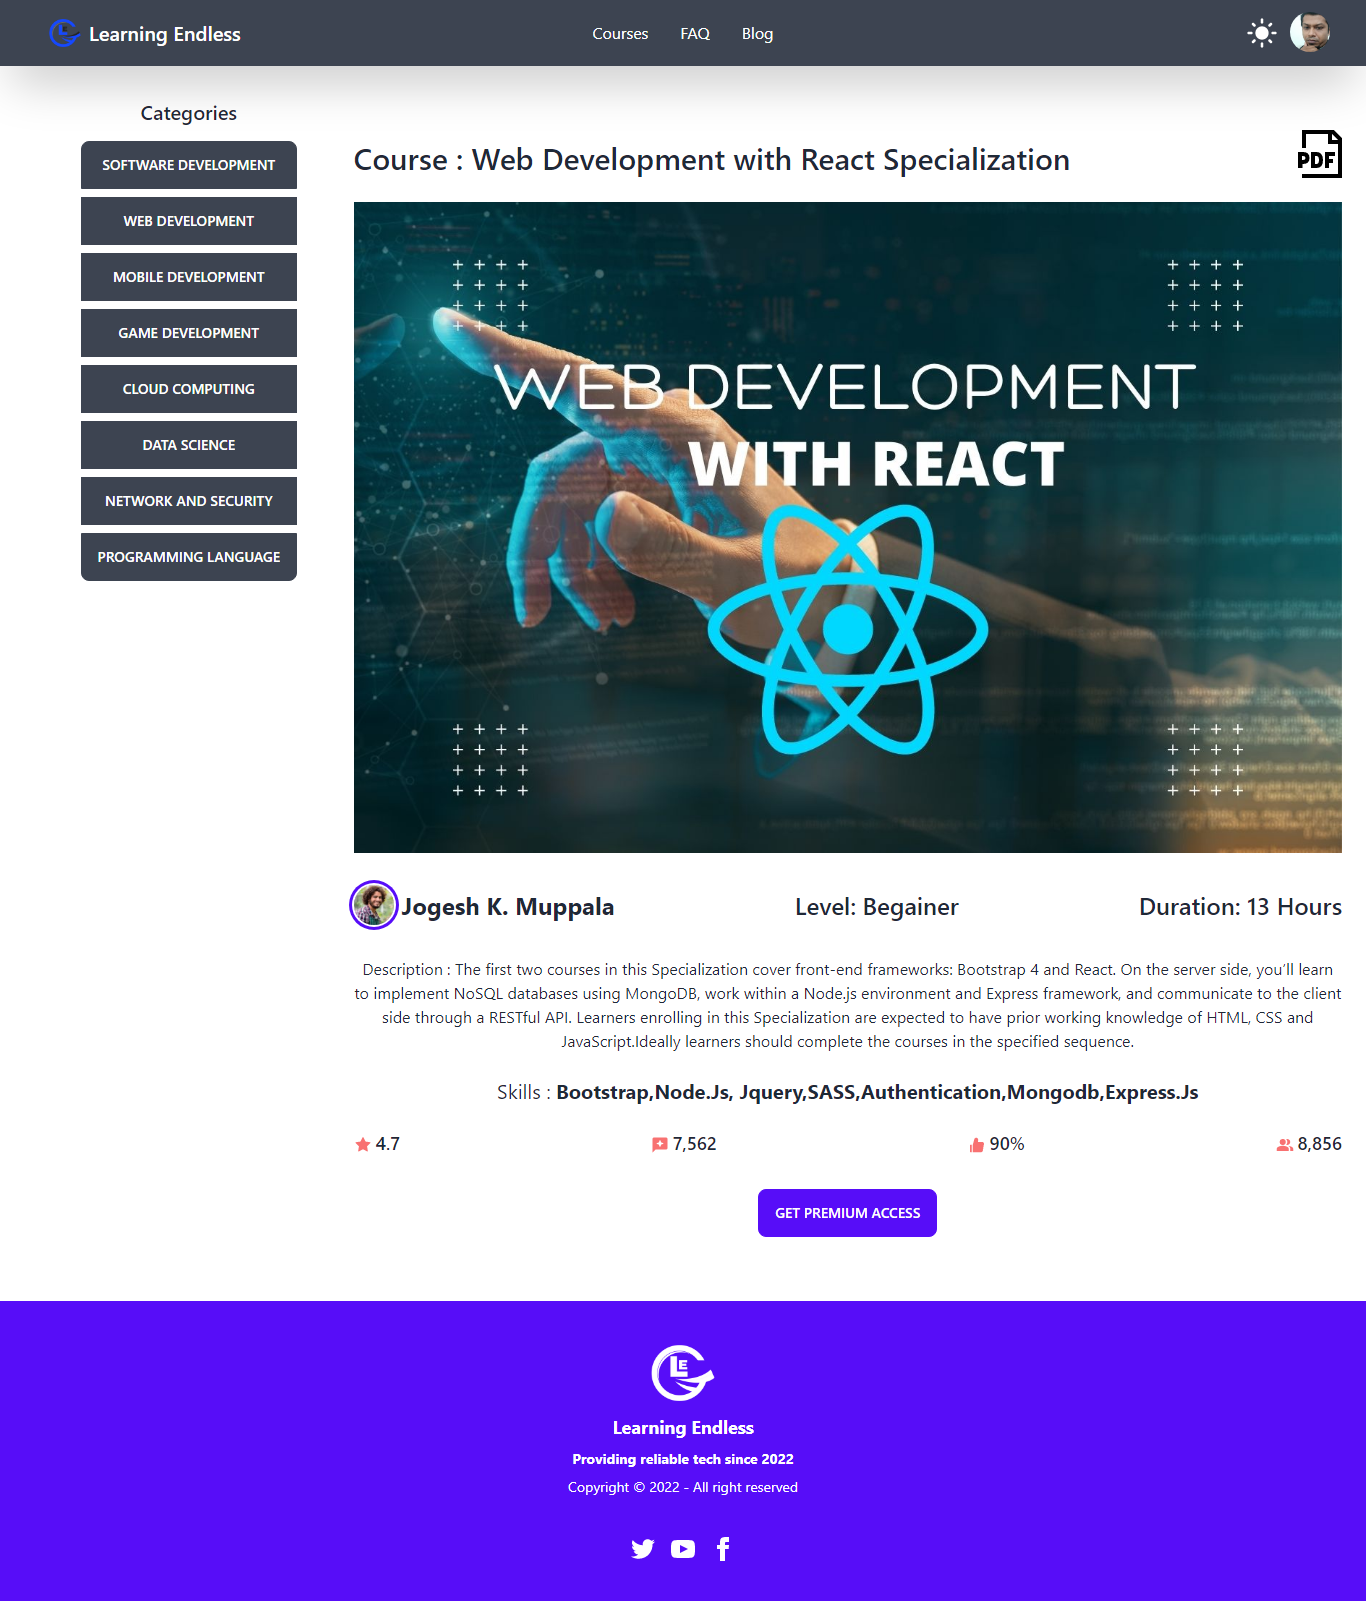 Learning Endless
Courses
FAQ
Blog
Categories
SOFTWARE DEVELOPMENT
WEB DEVELOPMENT
MOBILE DEVELOPMENT
GAME DEVELOPMENT
CLOUD COMPUTING
DATA SCIENCE
NETWORK AND SECURITY
PROGRAMMING LANGUAGE
Course : Web Development with React Specialization
PDF
WEB DEVELOPMENT
WITH REACT
Jogesh K. Muppala
Level: Begainer
Duration: 13 Hours
Description : The first two courses in this Specialization cover front-end frameworks: Bootstrap 4 and React. On the server side, you’ll learn
to implement NoSQL databases using MongoDB, work within a Node.js environment and Express framework, and communicate to the client
side through a RESTful API. Learners enrolling in this Specialization are expected to have prior working knowledge of HTML, CSS and
JavaScript.Ideally learners should complete the courses in the specified sequence.
Skills : Bootstrap,Node.Js, Jquery,SASS,Authentication,Mongodb,Express.Js
4.7
7,562
90%
8,856
GET PREMIUM ACCESS
LE
Learning Endless
Providing reliable tech since 2022
Copyright © 2022 - All right reserved